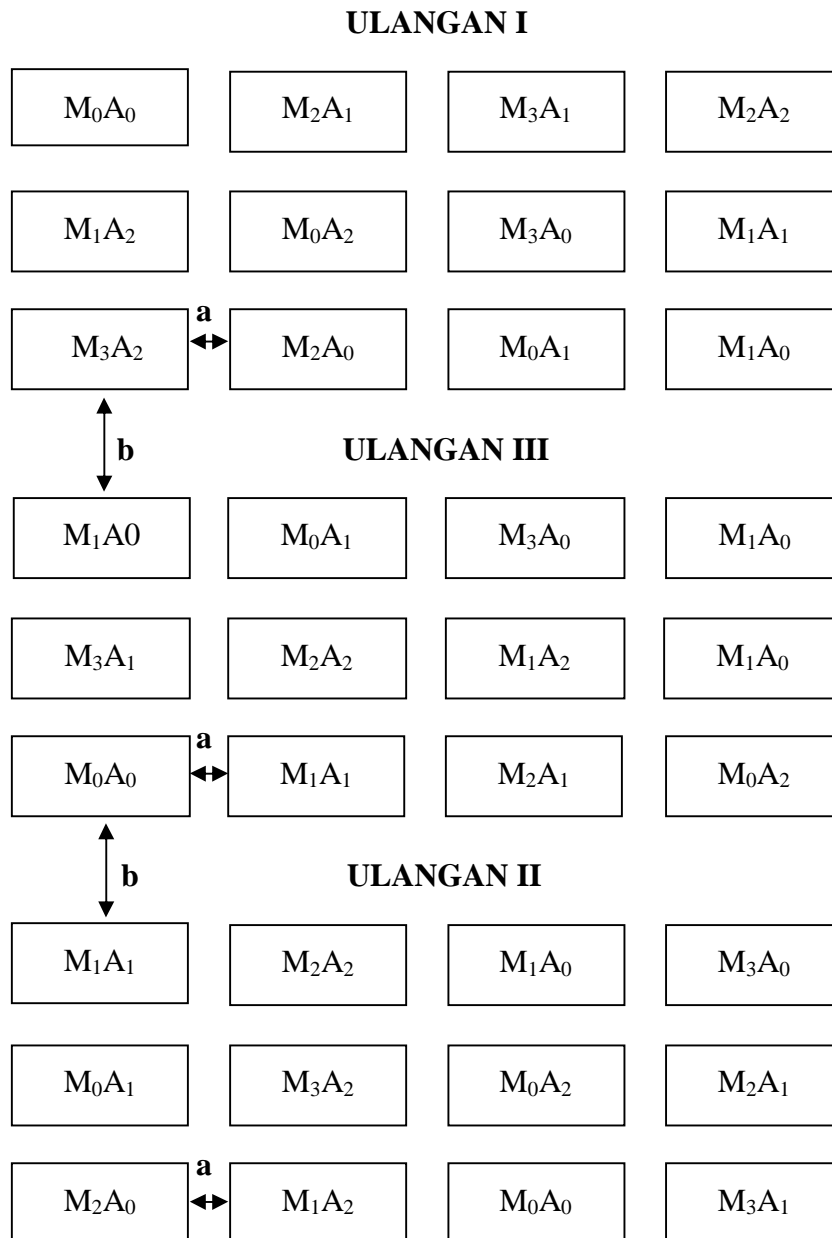 ULANGAN I
M₀A₀ M₂A₁ M₃A₁ M₂A₂
M₁A₂ M₀A₂ M₃A₀ M₁A₁
a
M₃A₂ M₂A₀ M₀A₁ M₁A₀
b ULANGAN III
M₁A0 M₀A₁ M₃A₀ M₁A₀
M₃A₁ M₂A₂ M₁A₂ M₁A₀
a
M₀A₀ M₁A₁ M₂A₁ M₀A₂
b ULANGAN II
M₁A₁ M₂A₂ M₁A₀ M₃A₀
M₀A₁ M₃A₂ M₀A₂ M₂A₁
a
M₂A₀ M₁A₂ M₀A₀ M₃A₁